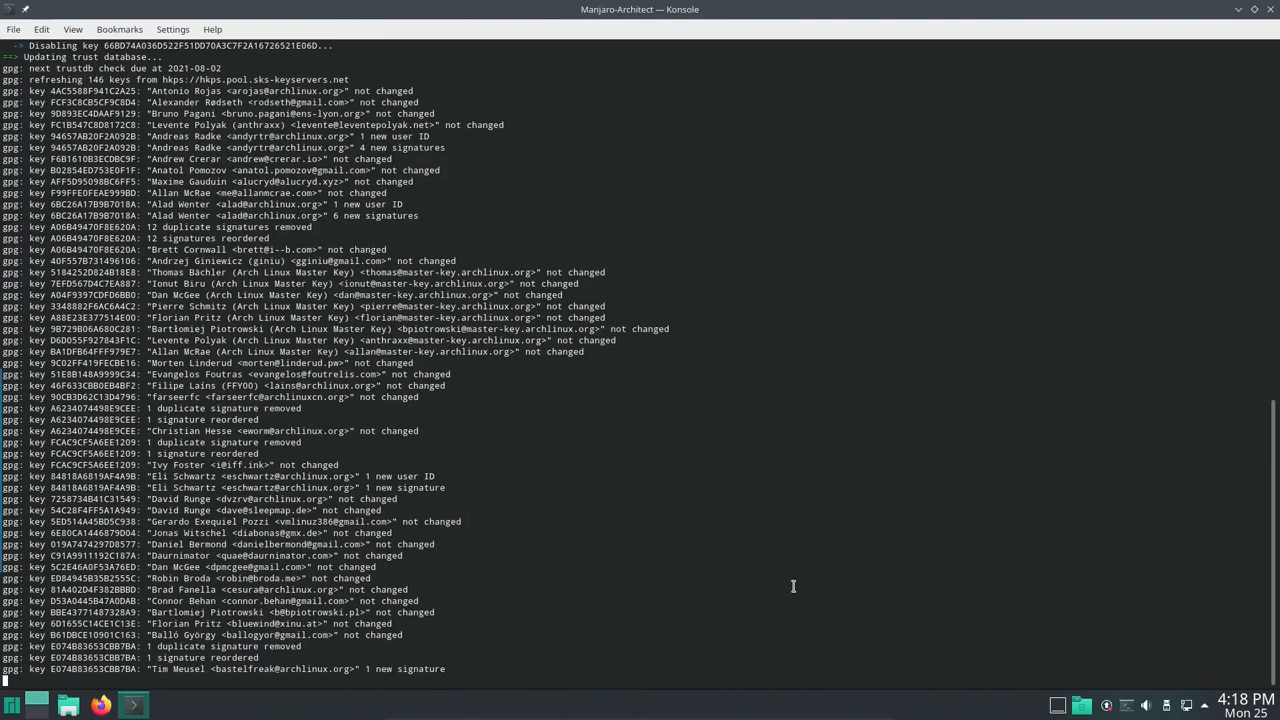 Manjaro-Architect — Konsole
File Edit View Bookmarks Settings Help
-> Disabling key 66BD74A036D522F51DD70A3C7F2A16726521E06D...
==> Updating trust database...
gpg: next trustdb check due at 2021-08-02
gpg: refreshing 146 keys from hkps://hkps.pool.sks-keyservers.net
gpg: key 4AC5588F941C2A25: "Antonio Rojas <arojas@archlinux.org>" not changed
gpg: key FCF3C8CB5CF9C8D4: "Alexander Rødseth <rodseth@gmail.com>" not changed
gpg: key 9D893EC4DAAF9129: "Bruno Pagani <bruno.pagani@ens-lyon.org>" not changed
gpg: key FC1B547C8D8172C8: "Levente Polyak (anthraxx) <levente@leventepolyak.net>" not changed
gpg: key 94657AB20F2A092B: "Andreas Radke <andyrtr@archlinux.org>" 1 new user ID
gpg: key 94657AB20F2A092B: "Andreas Radke <andyrtr@archlinux.org>" 4 new signatures
gpg: key F6B1610B3ECDBC9F: "Andrew Crerar <andrew@crerar.io>" not changed
gpg: key B02854ED753E0F1F: "Anatol Pomozov <anatol.pomozov@gmail.com>" not changed
gpg: key AFF5D95098BC6FF5: "Maxime Gauduin <alucryd@alucryd.xyz>" not changed
gpg: key F99FFE0FEAE999BD: "Allan McRae <me@allanmcrae.com>" not changed
gpg: key 6BC26A17B9B7018A: "Alad Wenter <alad@archlinux.org>" 1 new user ID
gpg: key 6BC26A17B9B7018A: "Alad Wenter <alad@archlinux.org>" 6 new signatures
gpg: key A06B49470F8E620A: 12 duplicate signatures removed
gpg: key A06B49470F8E620A: 12 signatures reordered
gpg: key A06B49470F8E620A: "Brett Cornwall <brett@i--b.com>" not changed
gpg: key 40F557B731496106: "Andrzej Giniewicz (giniu) <gginiu@gmail.com>" not changed
gpg: key 5184252D824B18E8: "Thomas Bächler (Arch Linux Master Key) <thomas@master-key.archlinux.org>" not changed
gpg: key 7EFD567D4C7EA887: "Ionut Biru (Arch Linux Master Key) <ionut@master-key.archlinux.org>" not changed
gpg: key A04F9397CDFD6BB0: "Dan McGee (Arch Linux Master Key) <dan@master-key.archlinux.org>" not changed
gpg: key 3348882F6AC6A4C2: "Pierre Schmitz (Arch Linux Master Key) <pierre@master-key.archlinux.org>" not changed
gpg: key A88E23E377514E00: "Florian Pritz (Arch Linux Master Key) <florian@master-key.archlinux.org>" not changed
gpg: key 9B729B06A680C281: "Bartłomiej Piotrowski (Arch Linux Master Key) <bpiotrowski@master-key.archlinux.org>" not changed
gpg: key D6D055F927843F1C: "Levente Polyak (Arch Linux Master Key) <anthraxx@master-key.archlinux.org>" not changed
gpg: key BA1DFB64FFF979E7: "Allan McRae (Arch Linux Master Key) <allan@master-key.archlinux.org>" not changed
gpg: key 9C02FF419FECBE16: "Morten Linderud <morten@linderud.pw>" not changed
gpg: key 51E8B148A9999C34: "Evangelos Foutras <evangelos@foutrelis.com>" not changed
gpg: key 46F633CBB0EB4BF2: "Filipe Laíns (FFY00) <lains@archlinux.org>" not changed
gpg: key 90CB3D62C13D4796: "farseerfc <farseerfc@archlinuxcn.org>" not changed
gpg: key A6234074498E9CEE: 1 duplicate signature removed
gpg: key A6234074498E9CEE: 1 signature reordered
gpg: key A6234074498E9CEE: "Christian Hesse <eworm@archlinux.org>" not changed
gpg: key FCAC9CF5A6EE1209: 1 duplicate signature removed
gpg: key FCAC9CF5A6EE1209: 1 signature reordered
gpg: key FCAC9CF5A6EE1209: "Ivy Foster <i@iff.ink>" not changed
gpg: key 84818A6819AF4A9B: "Eli Schwartz <eschwartz@archlinux.org>" 1 new user ID
gpg: key 84818A6819AF4A9B: "Eli Schwartz <eschwartz@archlinux.org>" 1 new signature
gpg: key 7258734B41C31549: "David Runge <dvzrv@archlinux.org>" not changed
gpg: key 54C28F4FF5A1A949: "David Runge <dave@sleepmap.de>" not changed
gpg: key 5ED514A45BD5C938: "Gerardo Exequiel Pozzi <vmlinuz386@gmail.com>" not changed
gpg: key 6E80CA1446879D04: "Jonas Witschel <diabonas@gmx.de>" not changed
gpg: key 019A7474297D8577: "Daniel Bermond <danielbermond@gmail.com>" not changed
gpg: key C91A9911192C187A: "Daurnimator <quae@daurnimator.com>" not changed
gpg: key 5C2E46A0F53A76ED: "Dan McGee <dpmcgee@gmail.com>" not changed
gpg: key ED84945B35B2555C: "Robin Broda <robin@broda.me>" not changed
gpg: key 81A402D4F382BBBD: "Brad Fanella <cesura@archlinux.org>" not changed
gpg: key D53A0445B47A0DAB: "Connor Behan <connor.behan@gmail.com>" not changed
gpg: key BBE43771487328A9: "Bartlomiej Piotrowski <b@bpiotrowski.pl>" not changed
gpg: key 6D1655C14CE1C13E: "Florian Pritz <bluewind@xinu.at>" not changed
gpg: key B61DBCE10901C163: "Balló György <ballogyor@gmail.com>" not changed
gpg: key E074B83653CBB7BA: 1 duplicate signature removed
gpg: key E074B83653CBB7BA: 1 signature reordered
gpg: key E074B83653CBB7BA: "Tim Meusel <bastelfreak@archlinux.org>" 1 new signature
4:18 PM
Mon 25